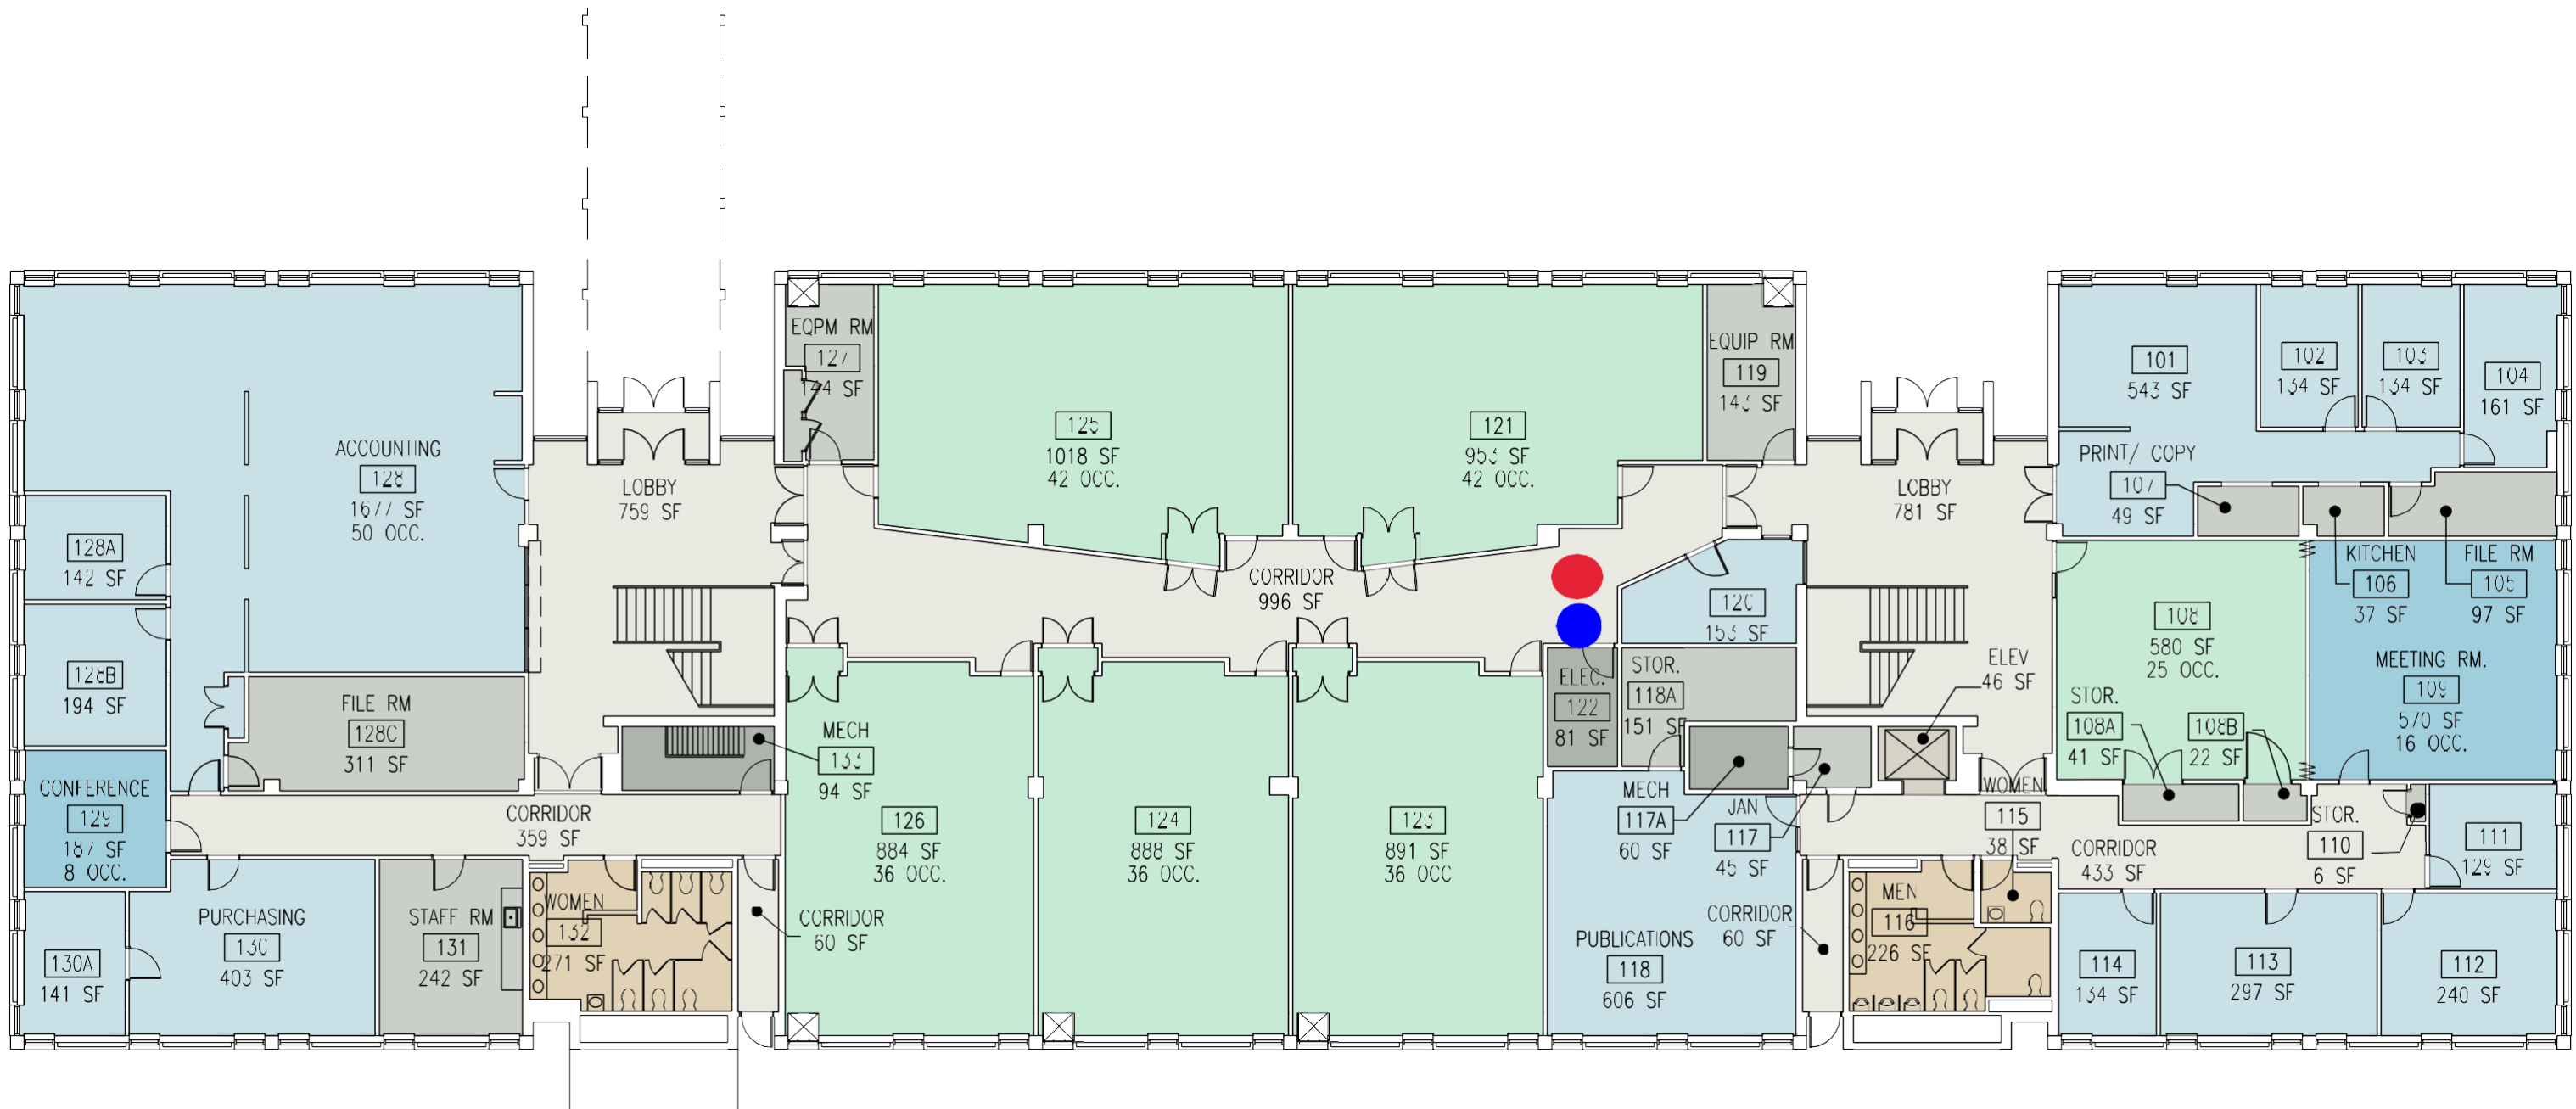 ACCOUNTING
128
1677 SF
50 OCC.
128A
142 SF
128B
194 SF
FILE RM
128C
311 SF
CONFERENCE
129
187 SF
8 OCC.
130A
141 SF
PURCHASING
130
403 SF
STAFF RM
131
242 SF
WOMEN
132
271 SF
CORRIDOR
359 SF
LOBBY
759 SF
MECH
133
94 SF
CORRIDOR
60 SF
EQPM RM
127
144 SF
125
1018 SF
42 OCC.
121
953 SF
42 OCC.
EQUIP RM
119
143 SF
CORRIDOR
996 SF
126
884 SF
36 OCC.
124
888 SF
36 OCC.
123
891 SF
36 OCC
ELEC.
122
81 SF
STOR.
118A
151 SF
120
153 SF
MECH
117A
60 SF
JAN
117
45 SF
PUBLICATIONS
118
606 SF
CORRIDOR
60 SF
LOBBY
781 SF
ELEV
46 SF
WOMEN
115
38 SF
MEN
116
226 SF
CORRIDOR
433 SF
101
543 SF
102
134 SF
103
134 SF
104
161 SF
PRINT/ COPY
107
49 SF
KITCHEN
106
37 SF
FILE RM
105
97 SF
108
580 SF
25 OCC.
STOR.
108A
41 SF
108B
22 SF
MEETING RM.
109
570 SF
16 OCC.
STOR.
110
6 SF
111
129 SF
114
134 SF
113
297 SF
112
240 SF